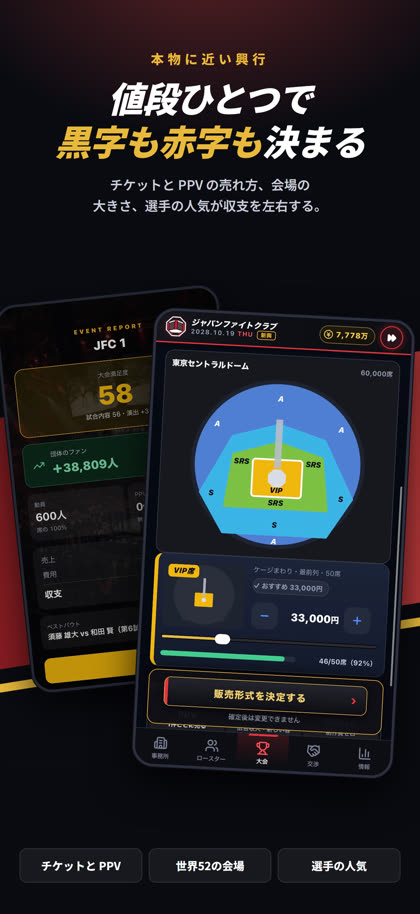 本物に近い興行
値段ひとつで
黒字も赤字も決まる
チケットと PPV の売れ方、会場の
大きさ、選手の人気が収支を左右する。
EVENT REPORT
JFC 1
大会満足度
58
試合内容 56・演出 +3
団体のファン
+38,809人
動員
600人
席の 100%
売上
費用
収支
ベストバウト
須藤 雄大 vs 和田 賢（第6試
ジャパンファイトクラブ
2028.10.19 THU 新興
7,778万
東京セントラルドーム
60,000席
A
A
A
SRS
SRS
VIP
SRS
S
S
S
A
VIP席
ケージまわり・最前列・50席
おすすめ 33,000円
33,000円
46/50席（92%）
販売形式を決定する
確定後は変更できません
事務所
ロースター
大会
交渉
情報
チケットと PPV
世界52の会場
選手の人気